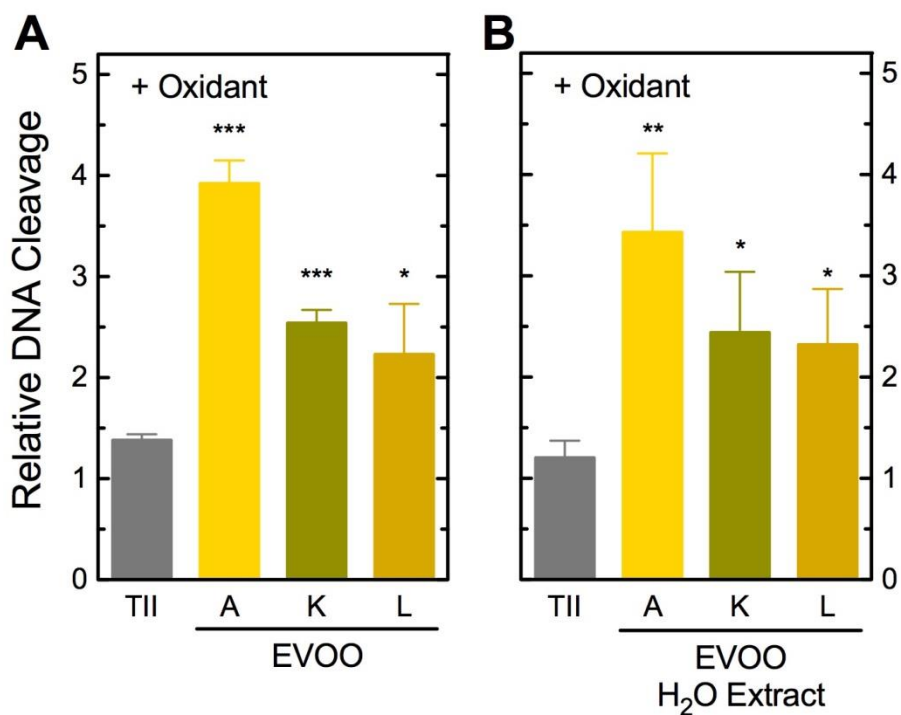 A
Relative DNA Cleavage
5
4
3
2
1
0
+ Oxidant
***
***
*
TII A K L
EVOO
B
+ Oxidant
**
*
*
5
4
3
2
1
0
TII A K L
EVOO
H₂O Extract